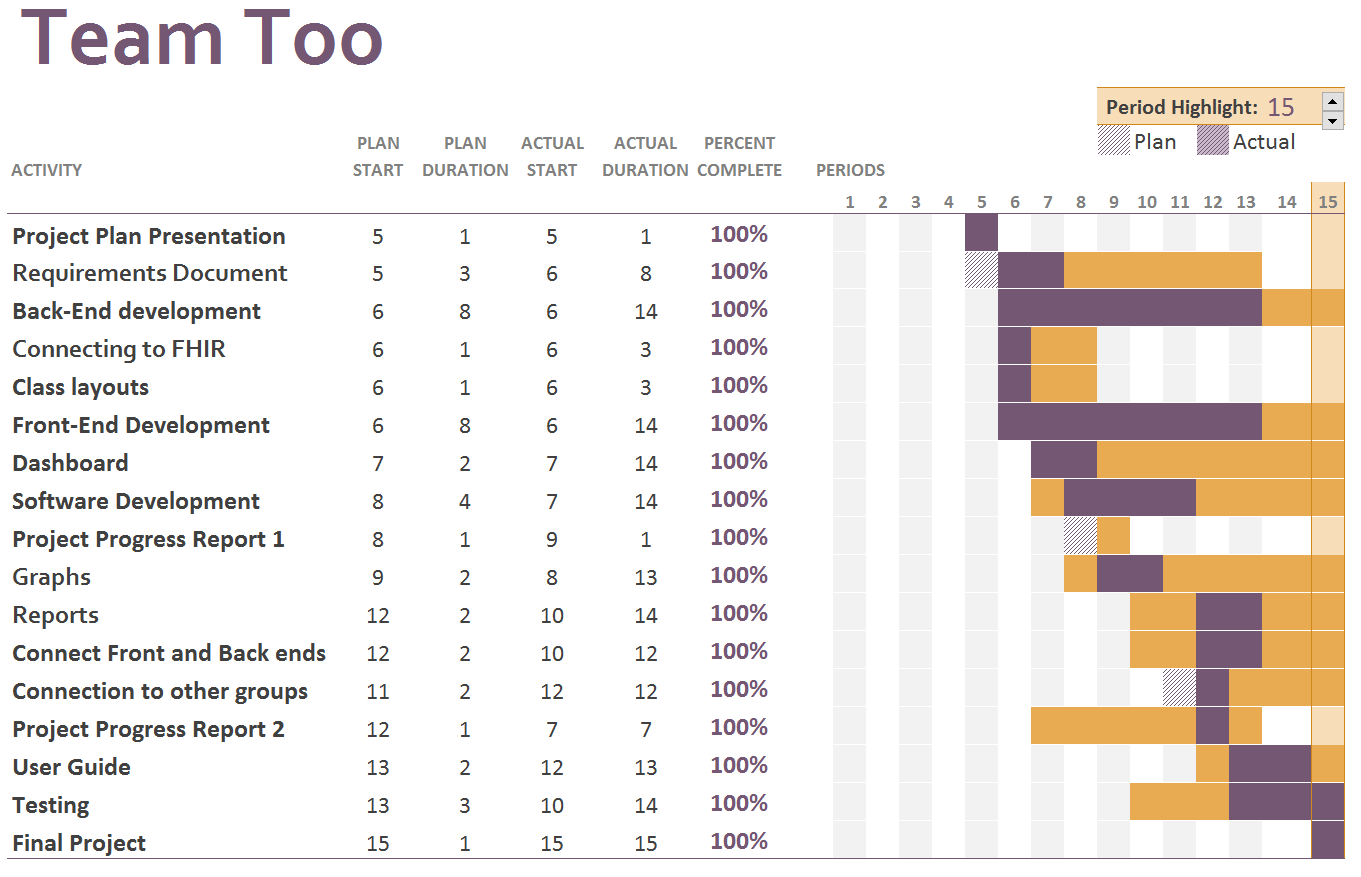 Team Too
Period Highlight: 15
Plan Actual
PLAN PLAN ACTUAL ACTUAL PERCENT
ACTIVITY START DURATION START DURATION COMPLETE PERIODS
1 2 3 4 5 6 7 8 9 10 11 12 13 14 15
Project Plan Presentation 5 1 5 1 100%
Requirements Document 5 3 6 8 100%
Back-End development 6 8 6 14 100%
Connecting to FHIR 6 1 6 3 100%
Class layouts 6 1 6 3 100%
Front-End Development 6 8 6 14 100%
Dashboard 7 2 7 14 100%
Software Development 8 4 7 14 100%
Project Progress Report 1 8 1 9 1 100%
Graphs 9 2 8 13 100%
Reports 12 2 10 14 100%
Connect Front and Back ends 12 2 10 12 100%
Connection to other groups 11 2 12 12 100%
Project Progress Report 2 12 1 7 7 100%
User Guide 13 2 12 13 100%
Testing 13 3 10 14 100%
Final Project 15 1 15 15 100%